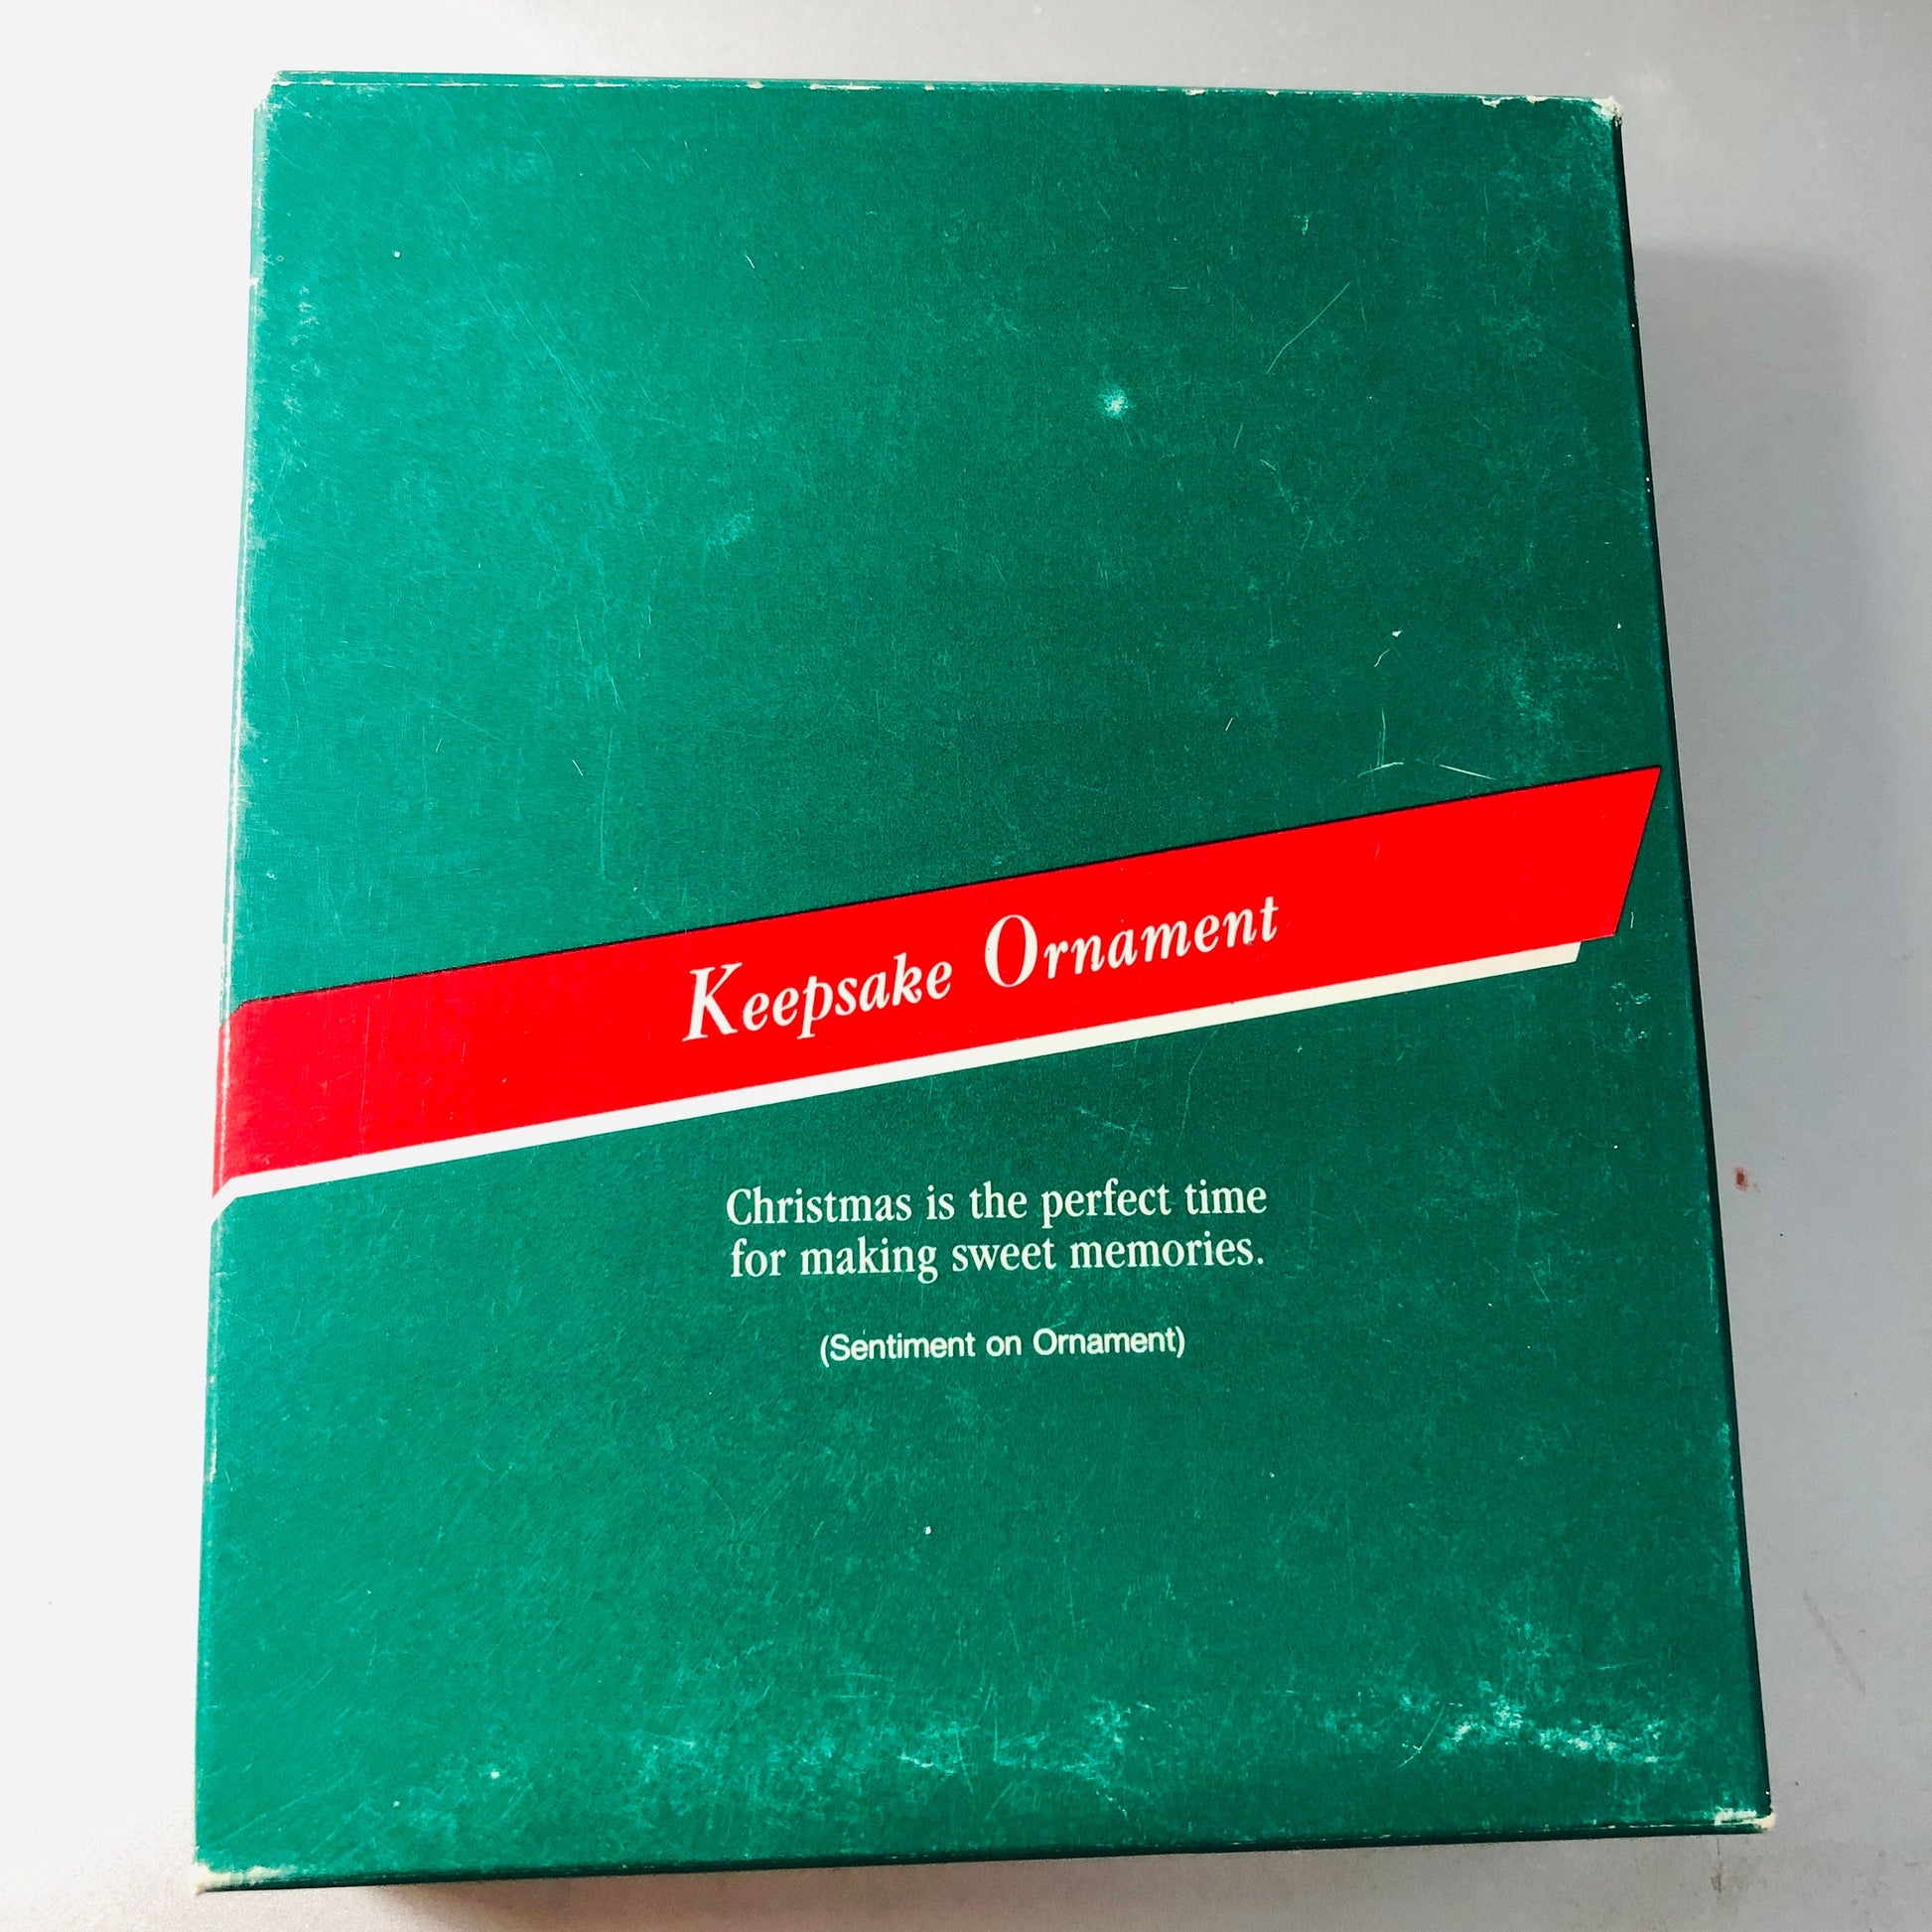 Keepsake Ornament
Christmas is the perfect time
for making sweet memories.
(Sentiment on Ornament)